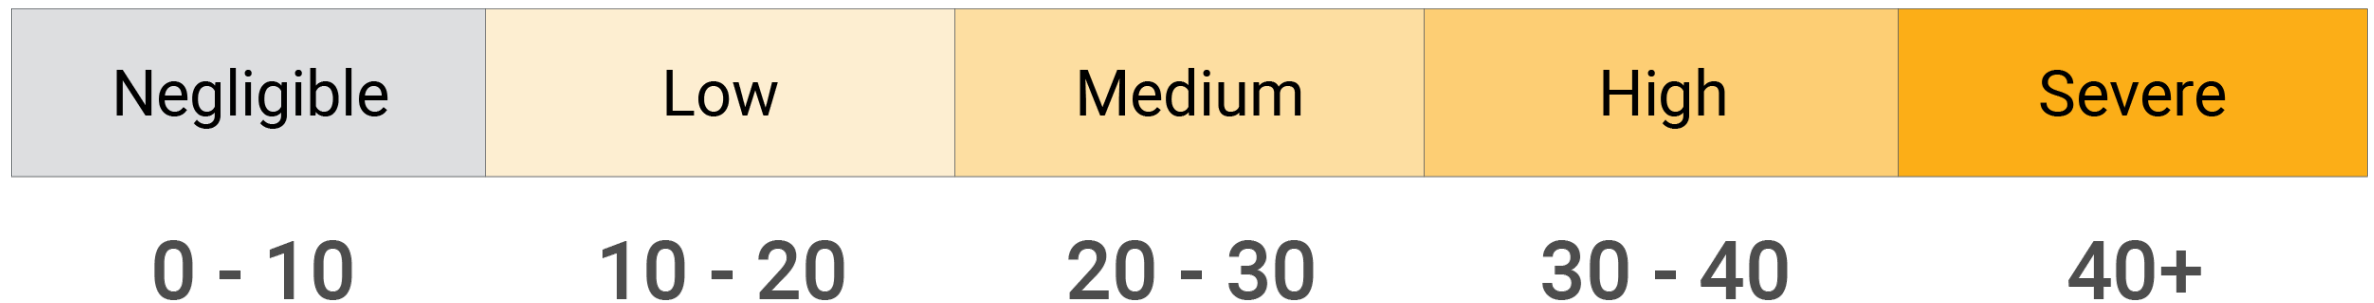 Negligible Low Medium High Severe
0 - 10 10 - 20 20 - 30 30 - 40 40+